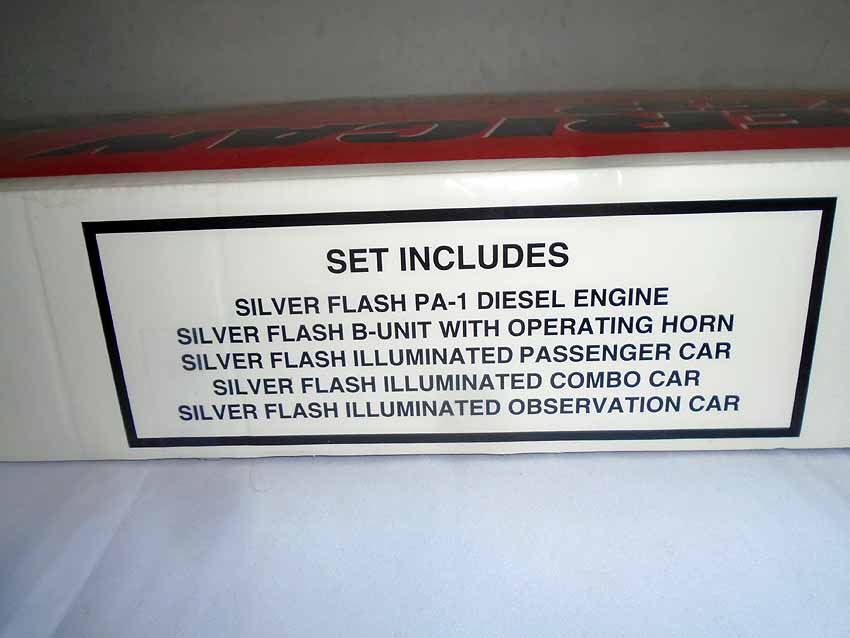 SET INCLUDES
SILVER FLASH PA-1 DIESEL ENGINE
SILVER FLASH B-UNIT WITH OPERATING HORN
SILVER FLASH ILLUMINATED PASSENGER CAR
SILVER FLASH ILLUMINATED COMBO CAR
SILVER FLASH ILLUMINATED OBSERVATION CAR